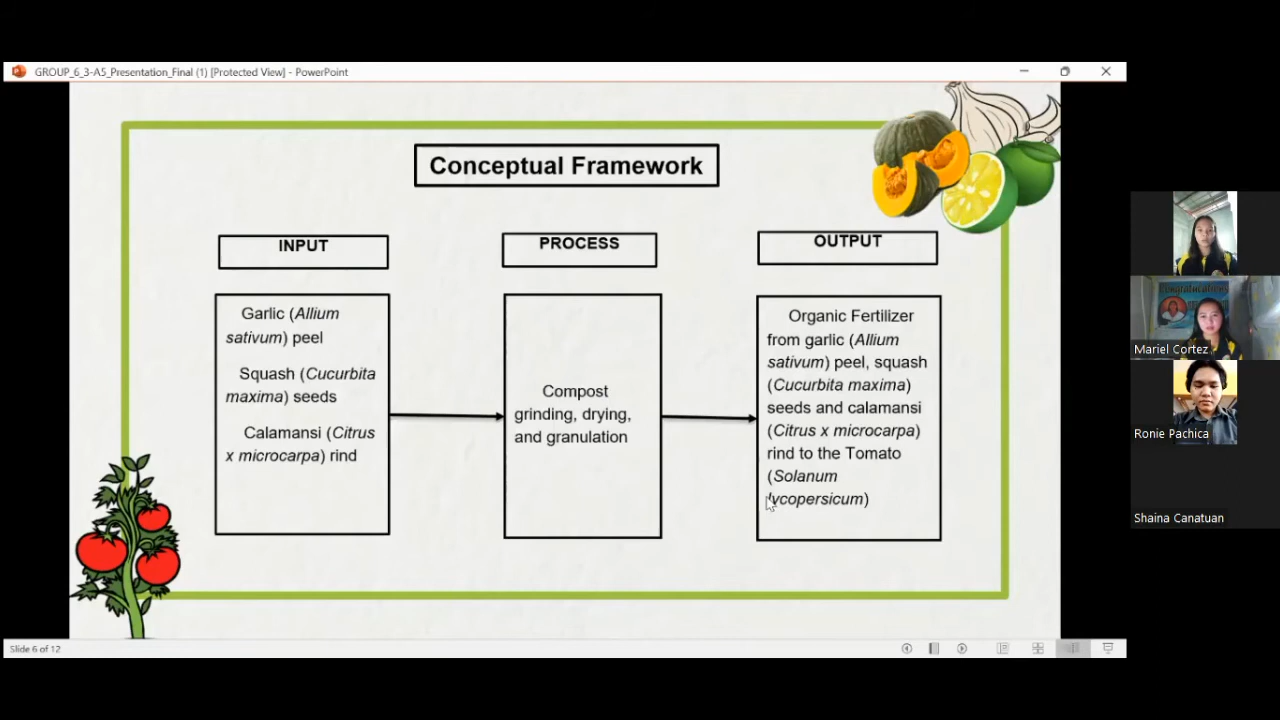 GROUP_6_3-A5_Presentation_Final (1) [Protected View] - PowerPoint
Conceptual Framework
INPUT
Garlic (Allium
sativum) peel
Squash (Cucurbita
maxima) seeds
Calamansi (Citrus
x microcarpa) rind
PROCESS
Compost
grinding, drying,
and granulation
OUTPUT
Organic Fertilizer
from garlic (Allium
sativum) peel, squash
(Cucurbita maxima)
seeds and calamansi
(Citrus x microcarpa)
rind to the Tomato
(Solanum
lycopersicum)
Slide 6 of 12
Mariel Cortez
Ronie Pachica
Shaina Canatuan